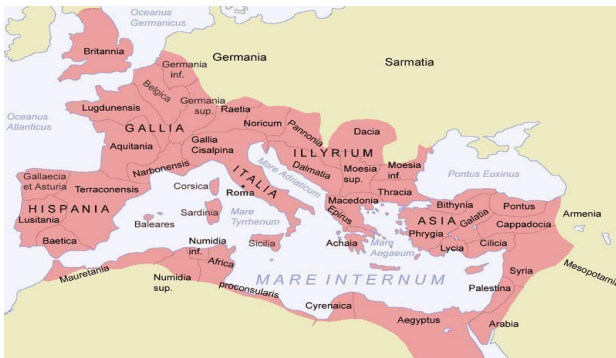 Oceanus
Germanicus
Britannia
Germania
Sarmatia
Germania
inf.
Belgica
Oceanus
Atlanticus
Lugdunensis
Germania
sup.
Raetia
GALLIA
Noricum
Pannonia
Dacia
Aquitania
Gallia
Cisalpina
ILLYRIUM
Dalmatia
Moesia
sup.
Moesia
inf.
Pontus Euxinus
Narbonensis
ITALIA
Mare Adriaticum
Gallaecia
et Asturia
Terraconensis
Corsica
Roma
Macedonia
Thracia
Bithynia
Pontus
Armenia
HISPANIA
Lusitania
Sardinia
Mare
Tyrrhenum
Epirus
ASIA
Galatia
Cappadocia
Baleares
Phrygia
Baetica
Numidia
inf.
Sicilia
Achaia
Mare
Aegaeum
Lycia
Cilicia
Mesopotamia
Mauretania
Africa
proconsularis
Numidia
sup.
MARE INTERNUM
Syria
Palestina
Cyrenaica
Aegyptus
Arabia